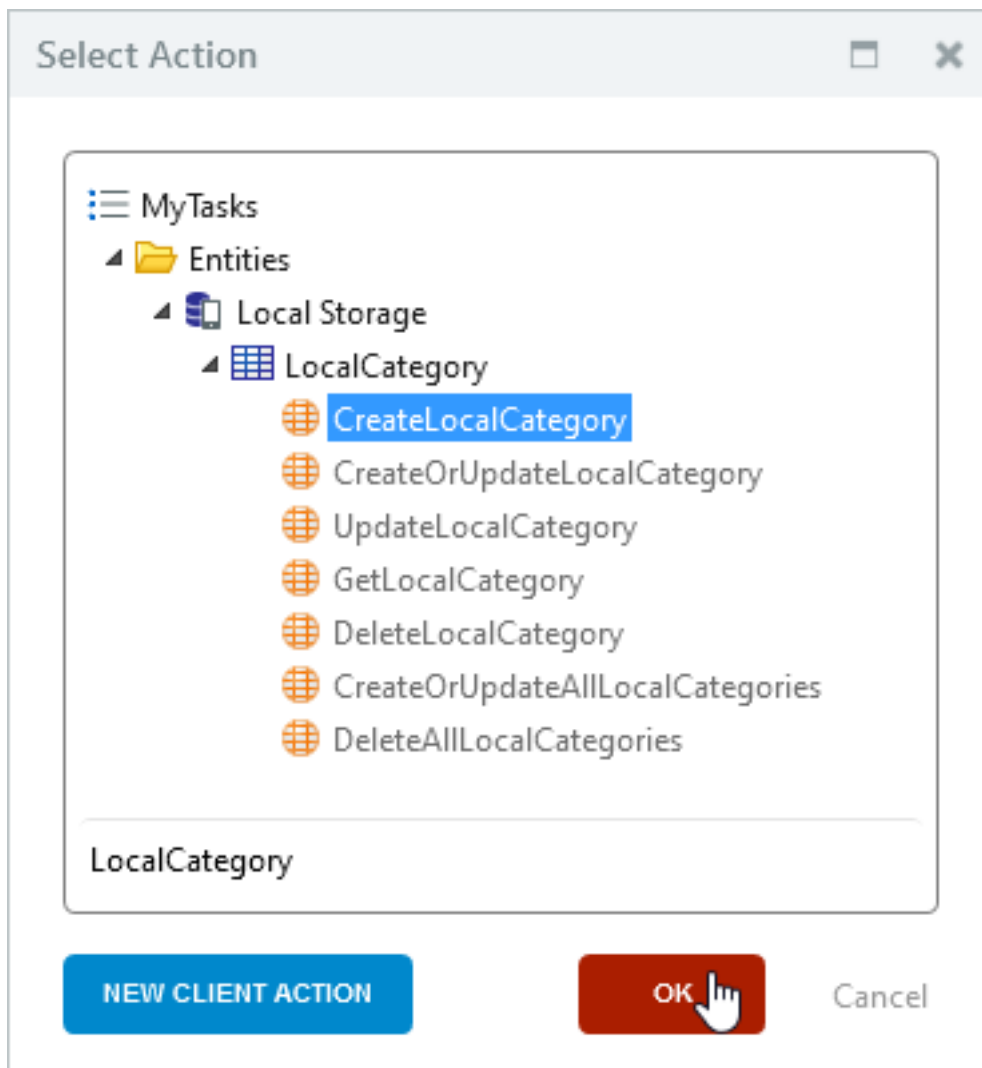 Select Action
MyTasks
Entities
Local Storage
LocalCategory
CreateLocalCategory
CreateOrUpdateLocalCategory
UpdateLocalCategory
GetLocalCategory
DeleteLocalCategory
CreateOrUpdateAllLocalCategories
DeleteAllLocalCategories
LocalCategory
NEW CLIENT ACTION
OK
Cancel